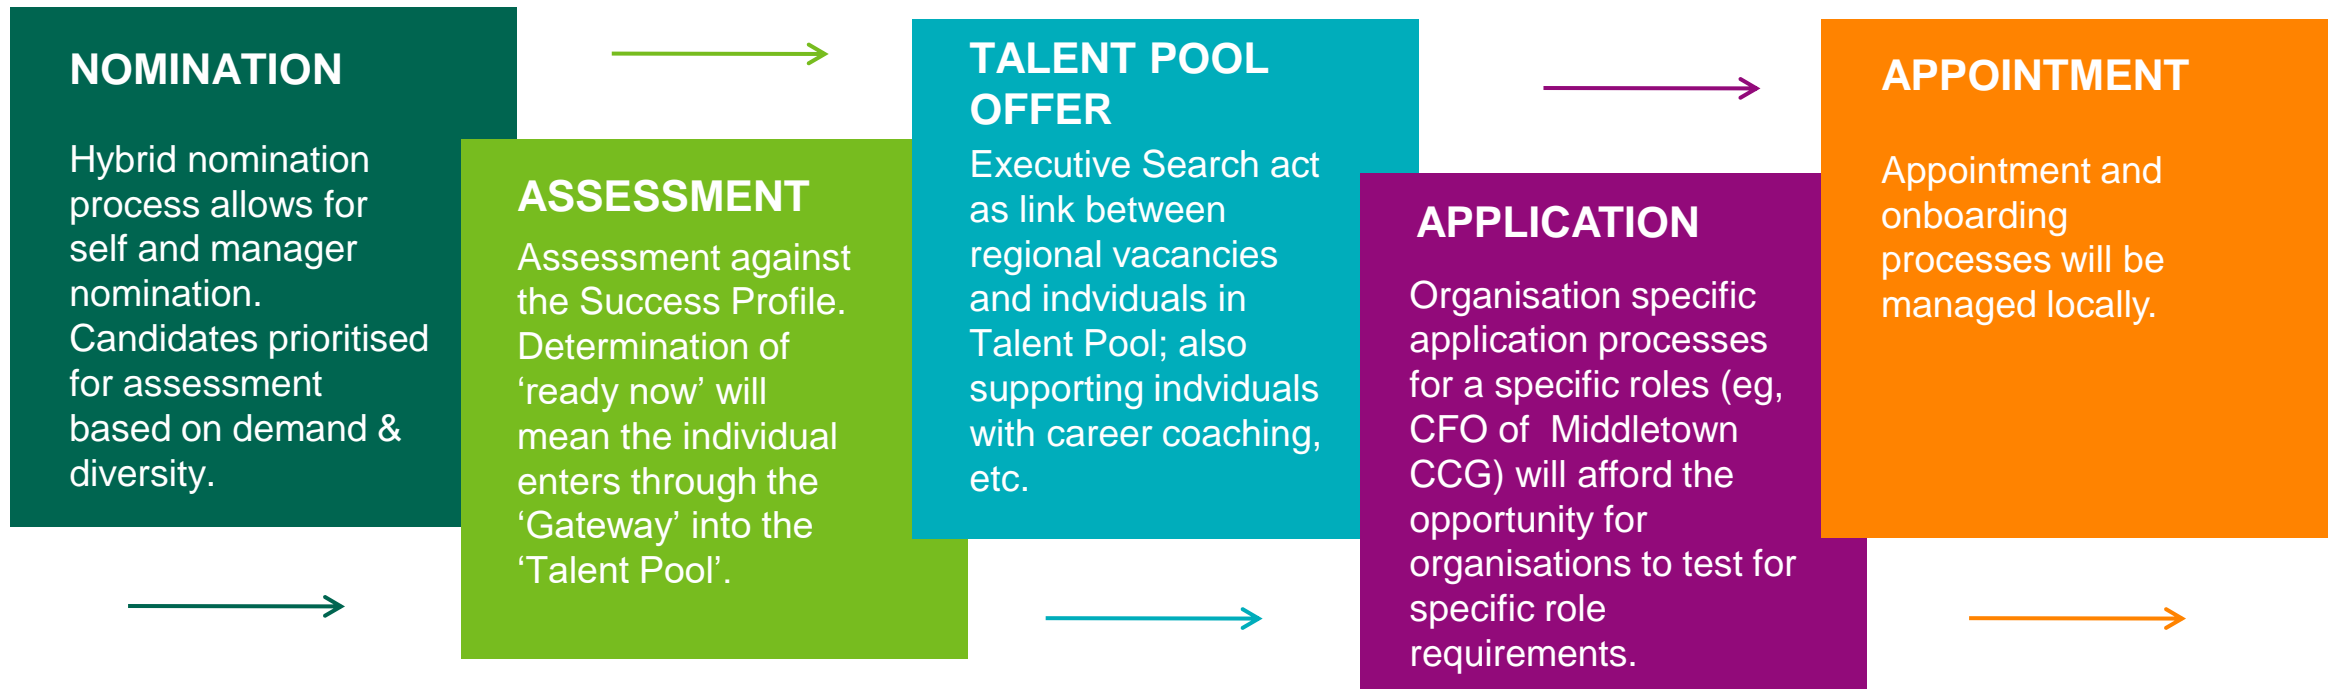 NOMINATION
Hybrid nomination
process allows for
self and manager
nomination.
Candidates prioritised
for assessment
based on demand &
diversity.
ASSESSMENT
Assessment against
the Success Profile.
Determination of
‘ready now’ will
mean the individual
enters through the
‘Gateway’ into the
‘Talent Pool’.
TALENT POOL
OFFER
Executive Search act
as link between
regional vacancies
and indviduals in
Talent Pool; also
supporting indviduals
with career coaching,
etc.
APPLICATION
Organisation specific
application processes
for a specific roles (eg,
CFO of  Middletown
CCG) will afford the
opportunity for
organisations to test for
specific role
requirements.
APPOINTMENT
Appointment and
onboarding
processes will be
managed locally.